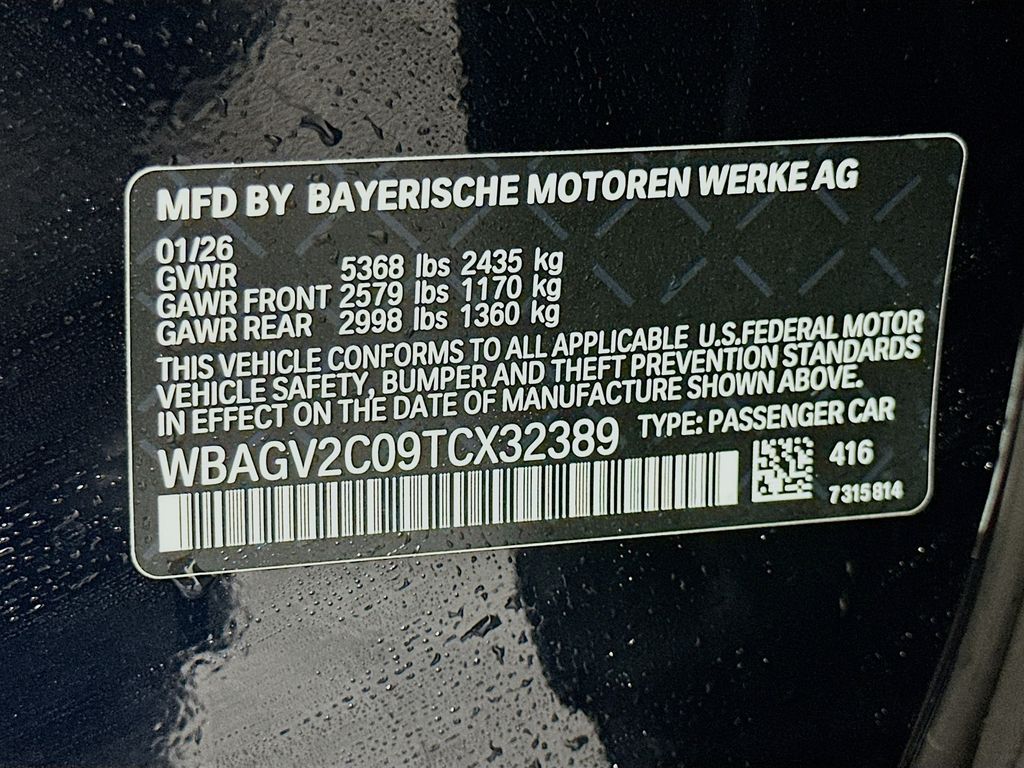 MFD BY BAYERISCHE MOTOREN WERKE AG
01/26
GVWR 5368 lbs 2435 kg
GAWR FRONT 2579 lbs 1170 kg
GAWR REAR 2998 lbs 1360 kg
THIS VEHICLE CONFORMS TO ALL APPLICABLE U.S.FEDERAL MOTOR
VEHICLE SAFETY, BUMPER AND THEFT PREVENTION STANDARDS
IN EFFECT ON THE DATE OF MANUFACTURE SHOWN ABOVE.
WBAGV2C09TCX32389 TYPE: PASSENGER CAR
416
7315814